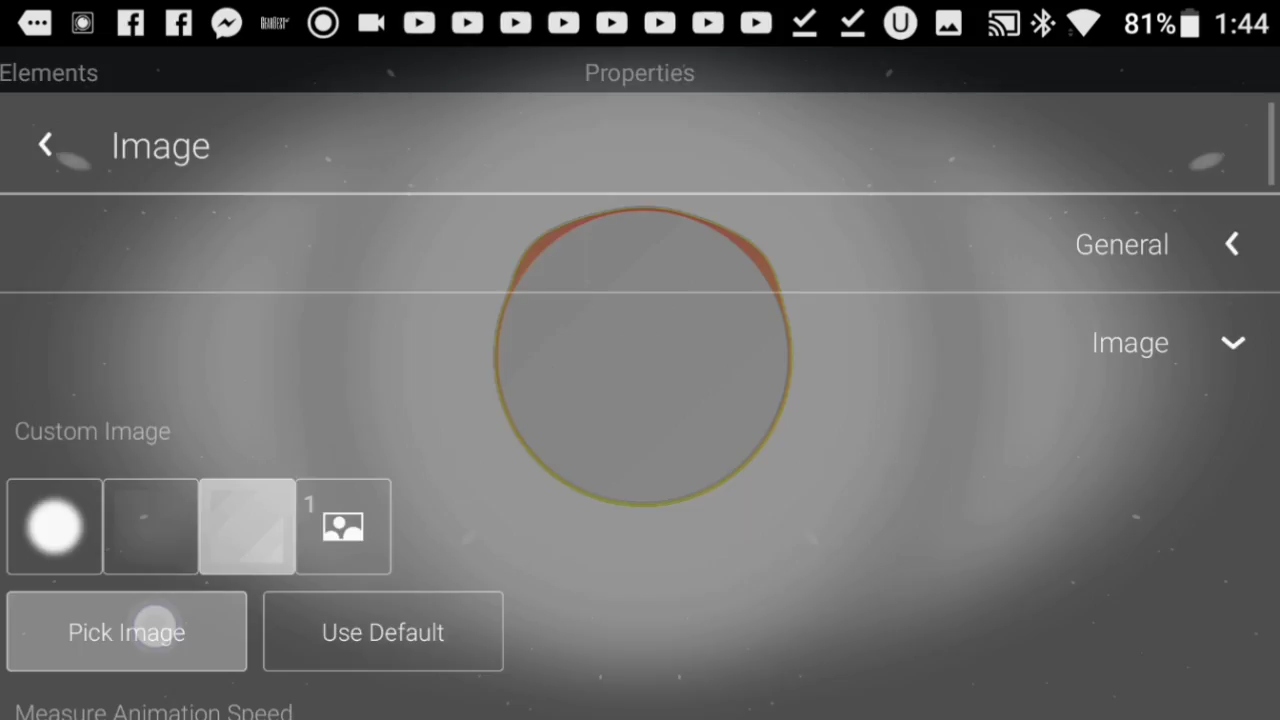 U 81% 1:44
Elements Properties
Image
General
Image
Custom Image
1
Pick Image Use Default
Measure Animation Speed